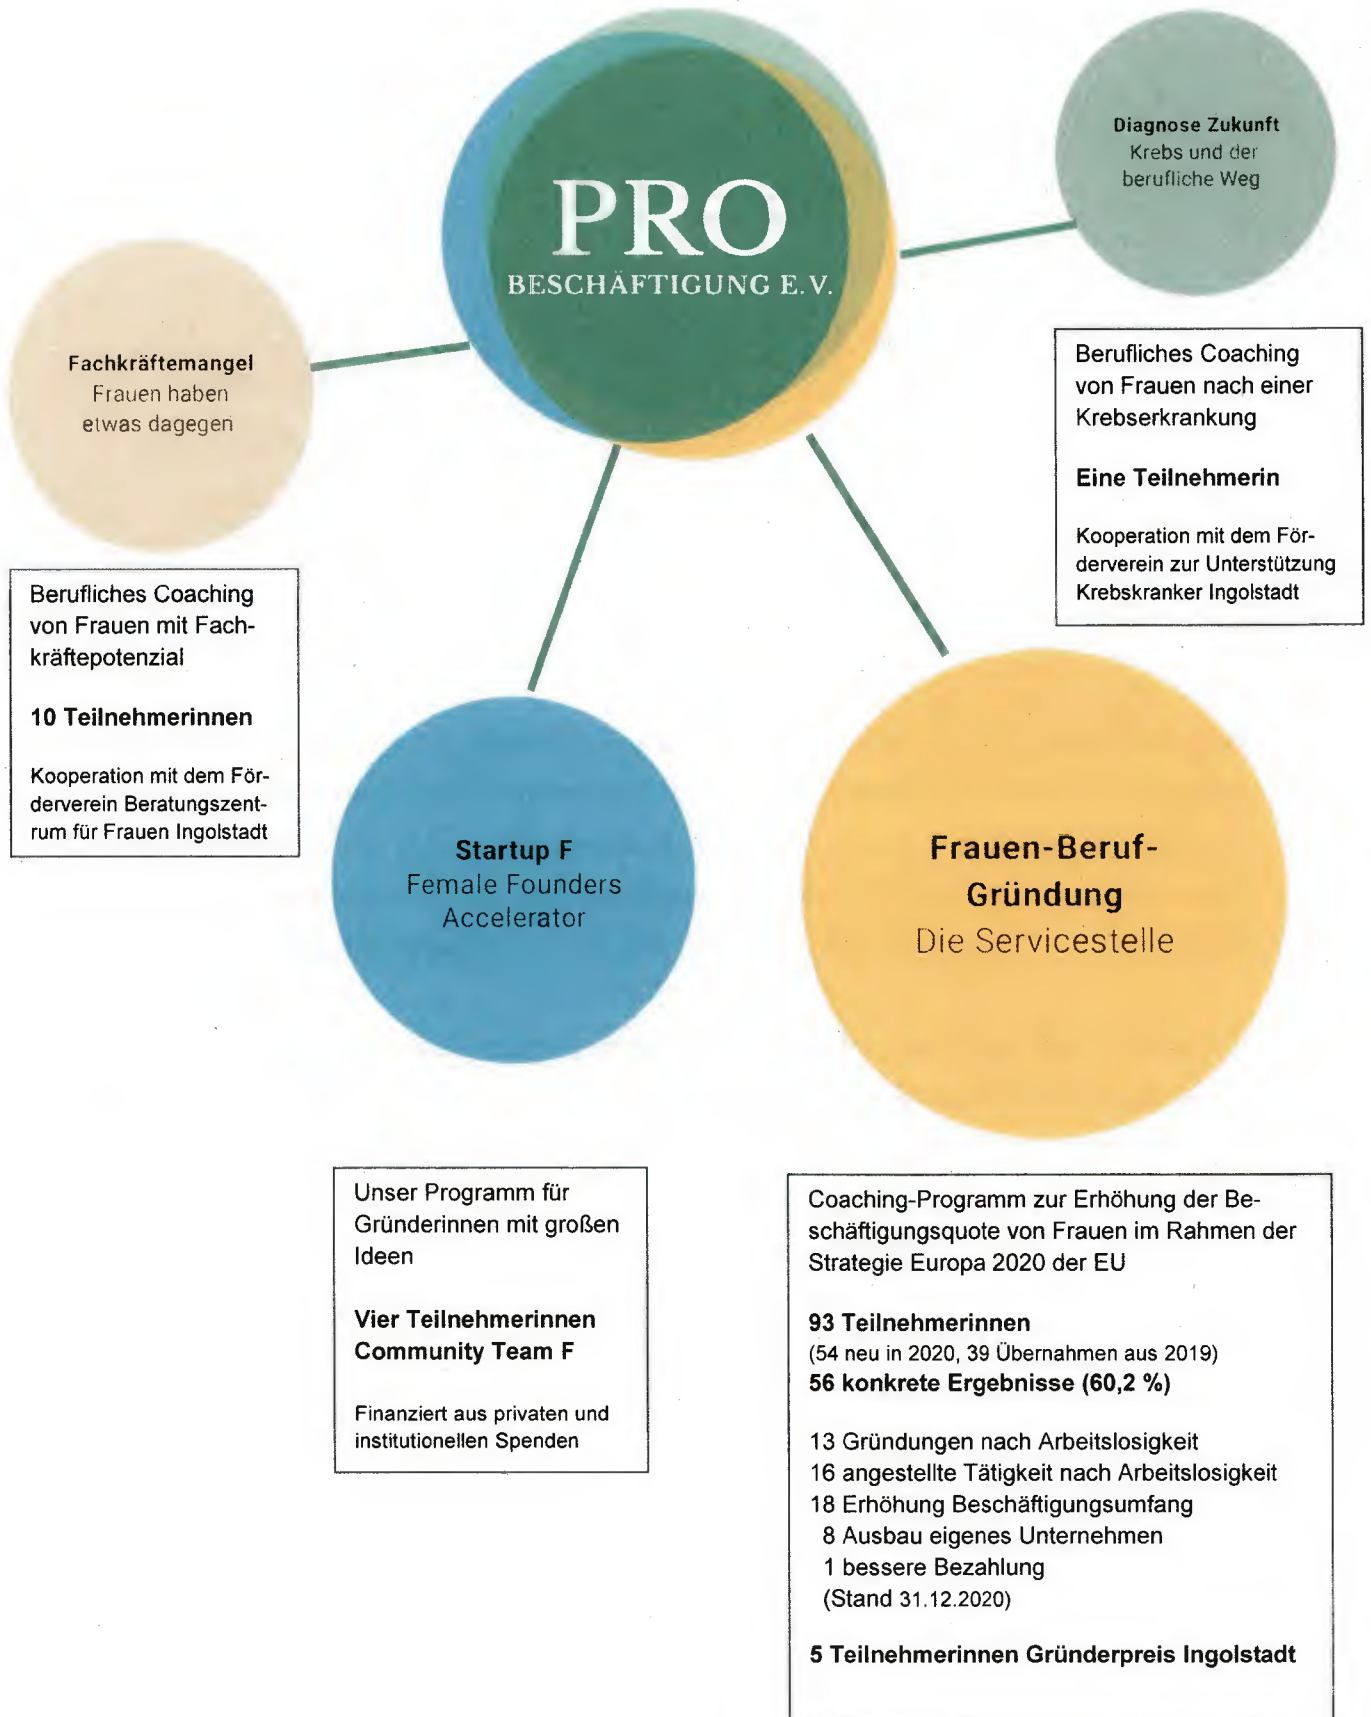 PRO
BESCHÄFTIGUNG E.V.
Diagnose Zukunft
Krebs und der
berufliche Weg
Fachkräftemangel
Frauen haben
etwas dagegen
Berufliches Coaching
von Frauen nach einer
Krebserkrankung
Eine Teilnehmerin
Kooperation mit dem För-
derverein zur Unterstützung
Krebskranker Ingolstadt
Berufliches Coaching
von Frauen mit Fach-
kräftepotenzial
10 Teilnehmerinnen
Kooperation mit dem För-
derverein Beratungszent-
rum für Frauen Ingolstadt
Startup F
Female Founders
Accelerator
Frauen-Beruf-
Gründung
Die Servicestelle
Unser Programm für
Gründerinnen mit großen
Ideen
Vier Teilnehmerinnen
Community Team F
Finanziert aus privaten und
institutionellen Spenden
Coaching-Programm zur Erhöhung der Be-
schäftigungsquote von Frauen im Rahmen der
Strategie Europa 2020 der EU
93 Teilnehmerinnen
(54 neu in 2020, 39 Übernahmen aus 2019)
56 konkrete Ergebnisse (60,2 %)
13 Gründungen nach Arbeitslosigkeit
16 angestellte Tätigkeit nach Arbeitslosigkeit
18 Erhöhung Beschäftigungsumfang
8 Ausbau eigenes Unternehmen
1 bessere Bezahlung
(Stand 31.12.2020)
5 Teilnehmerinnen Gründerpreis Ingolstadt